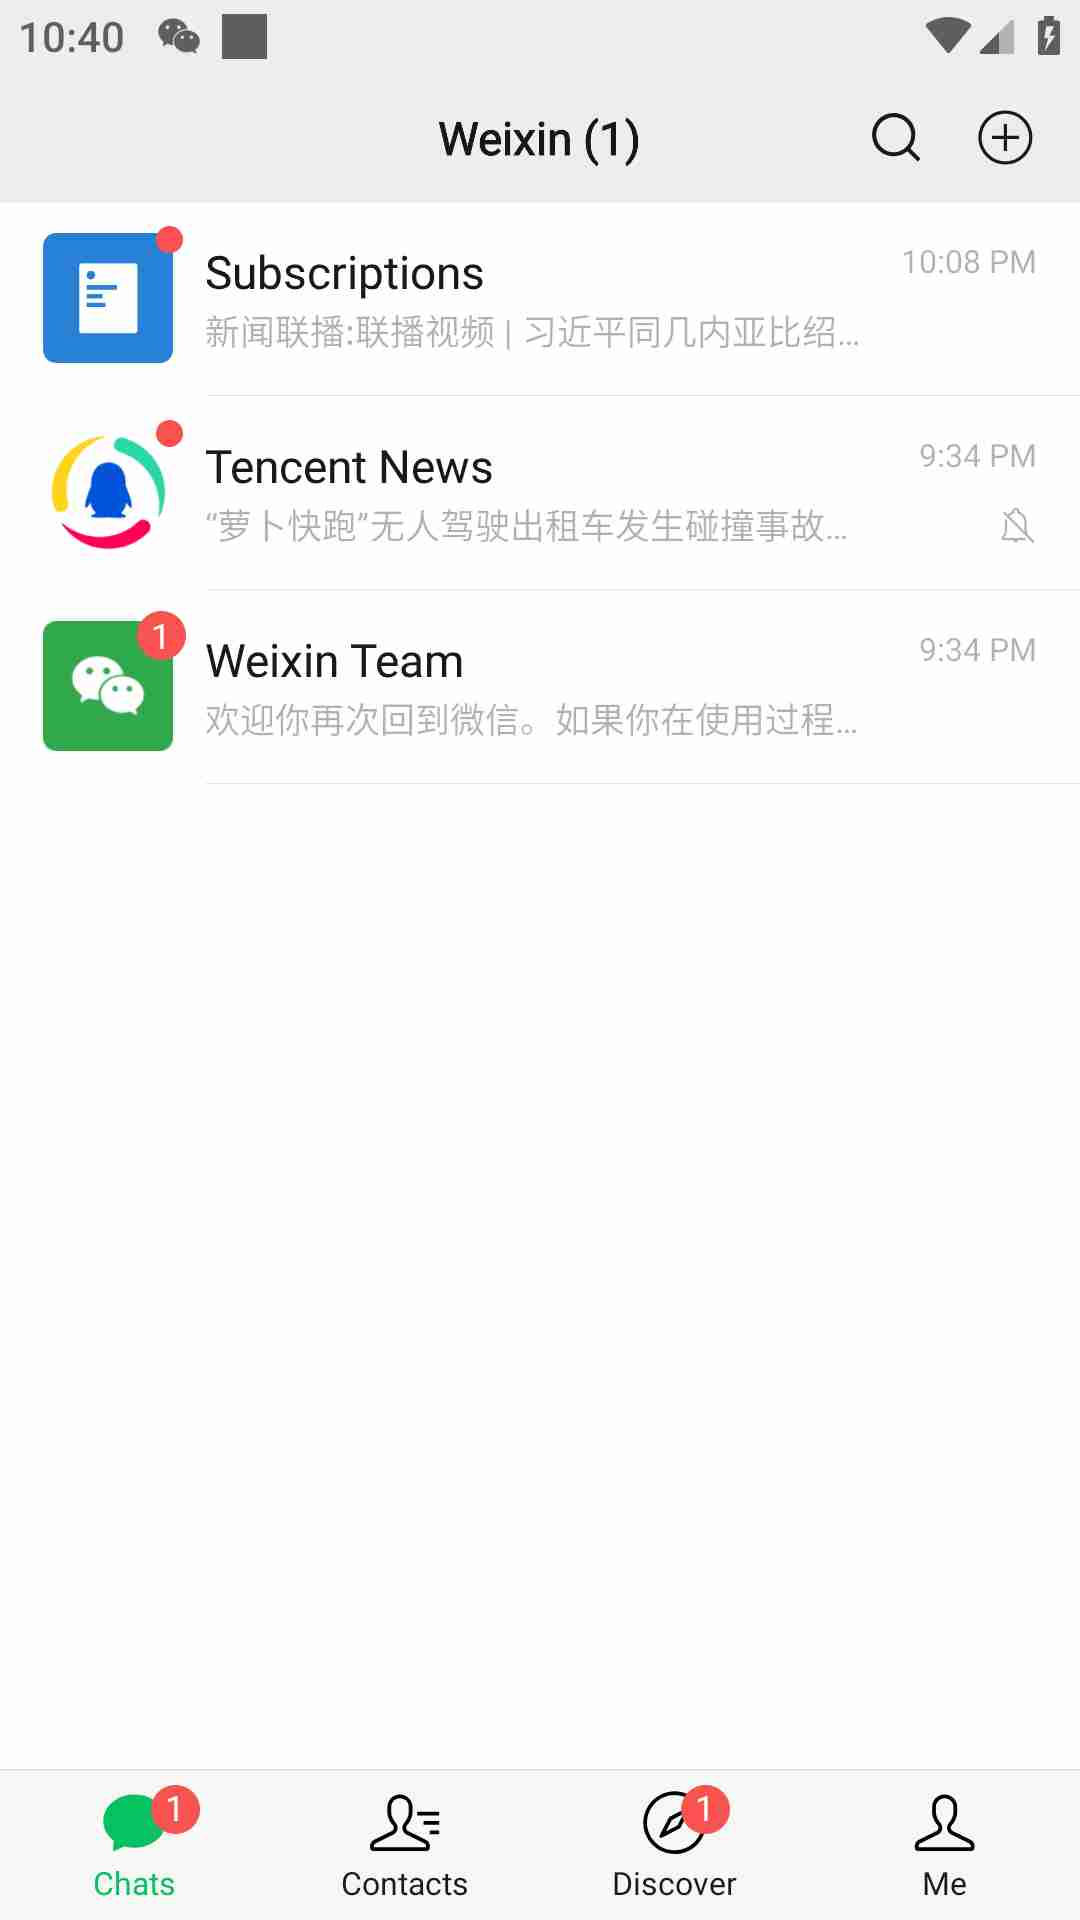 10:40
Weixin (1)
Subscriptions
10:08 PM
新闻联播:联播视频 | 习近平同几内亚比绍...
Tencent News
9:34 PM
“萝卜快跑”无人驾驶出租车发生碰撞事故...
1
Weixin Team
9:34 PM
欢迎你再次回到微信。如果你在使用过程...
1
1
Chats
Contacts
Discover
Me